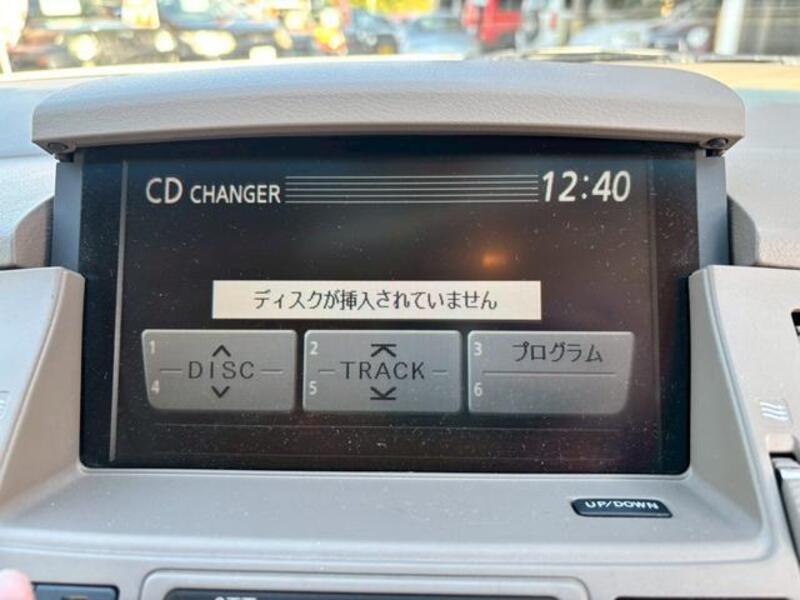 CD CHANGER 12:40
ディスクが挿入されていません
1 2 3 プログラム
DISC TRACK
4 5 6
UP/DOWN